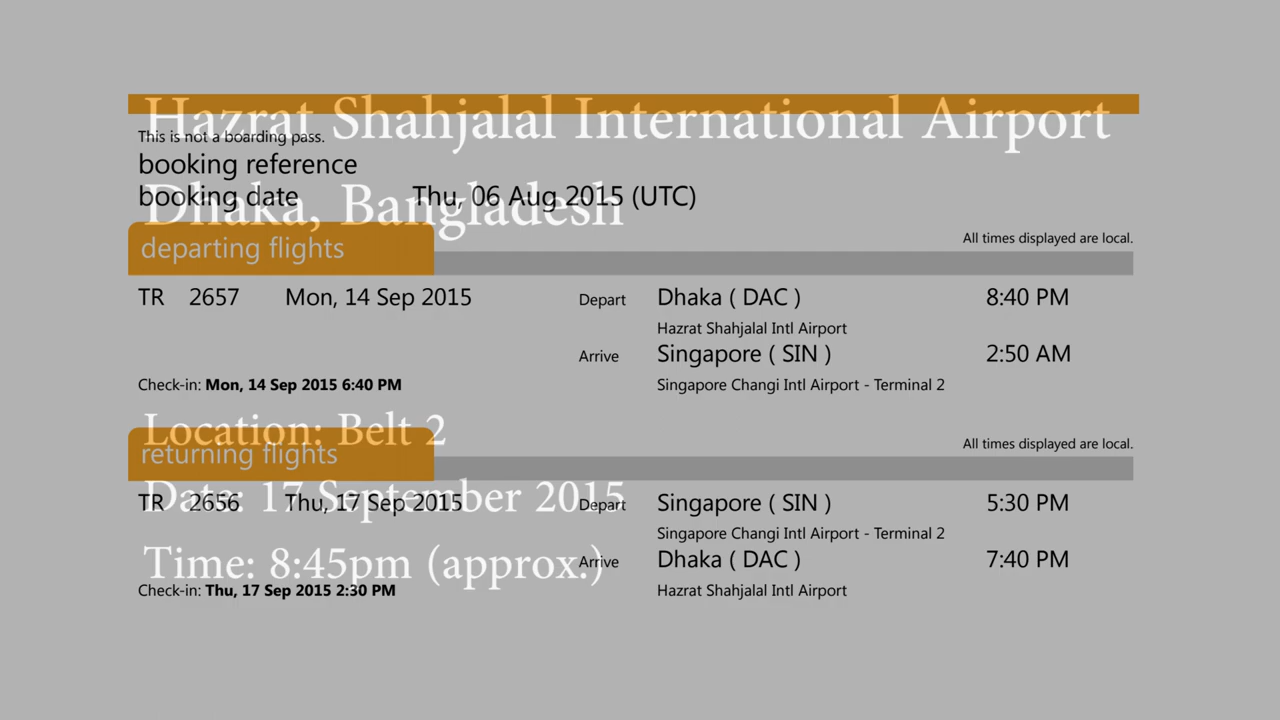 Hazrat Shahjalal International Airport
This is not a boarding pass.
booking reference
booking date Thu, 06 Aug 2015 (UTC)
Dhaka, Bangladesh
departing flights All times displayed are local.
TR 2657 Mon, 14 Sep 2015 Depart Dhaka ( DAC ) 8:40 PM
Hazrat Shahjalal Intl Airport
Arrive Singapore ( SIN ) 2:50 AM
Check-in: Mon, 14 Sep 2015 6:40 PM Singapore Changi Intl Airport - Terminal 2
Location: Belt 2
returning flights All times displayed are local.
Date: 17 September 2015
TR 2656 Thu, 17 Sep 2015 Depart Singapore ( SIN ) 5:30 PM
Singapore Changi Intl Airport - Terminal 2
Arrive Dhaka ( DAC ) 7:40 PM
Time: 8:45pm (approx.)
Check-in: Thu, 17 Sep 2015 2:30 PM Hazrat Shahjalal Intl Airport